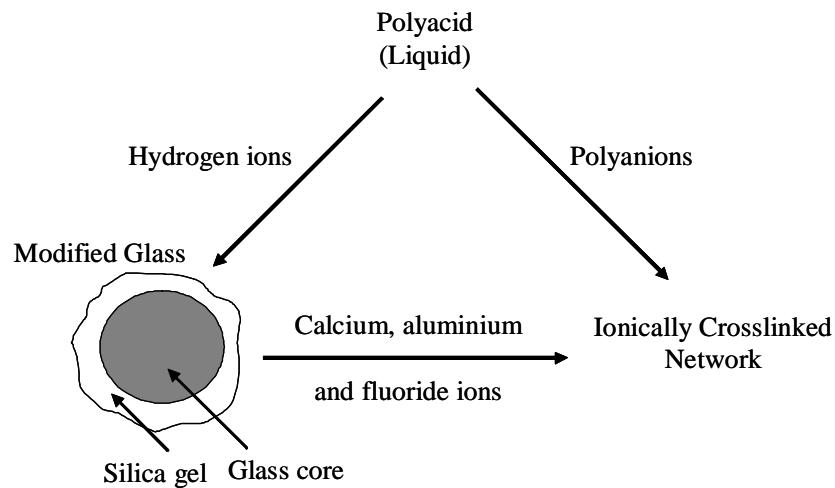 Polyacid
(Liquid)
Hydrogen ions
Polyanions
Modified Glass
Calcium, aluminium
and fluoride ions
Ionically Crosslinked
Network
Silica gel
Glass core